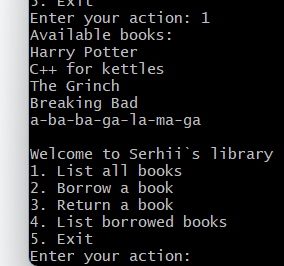 5. Exit
Enter your action: 1
Available books:
Harry Potter
C++ for kettles
The Grinch
Breaking Bad
a-ba-ba-ga-la-ma-ga

Welcome to Serhii`s library
1. List all books
2. Borrow a book
3. Return a book
4. List borrowed books
5. Exit
Enter your action: